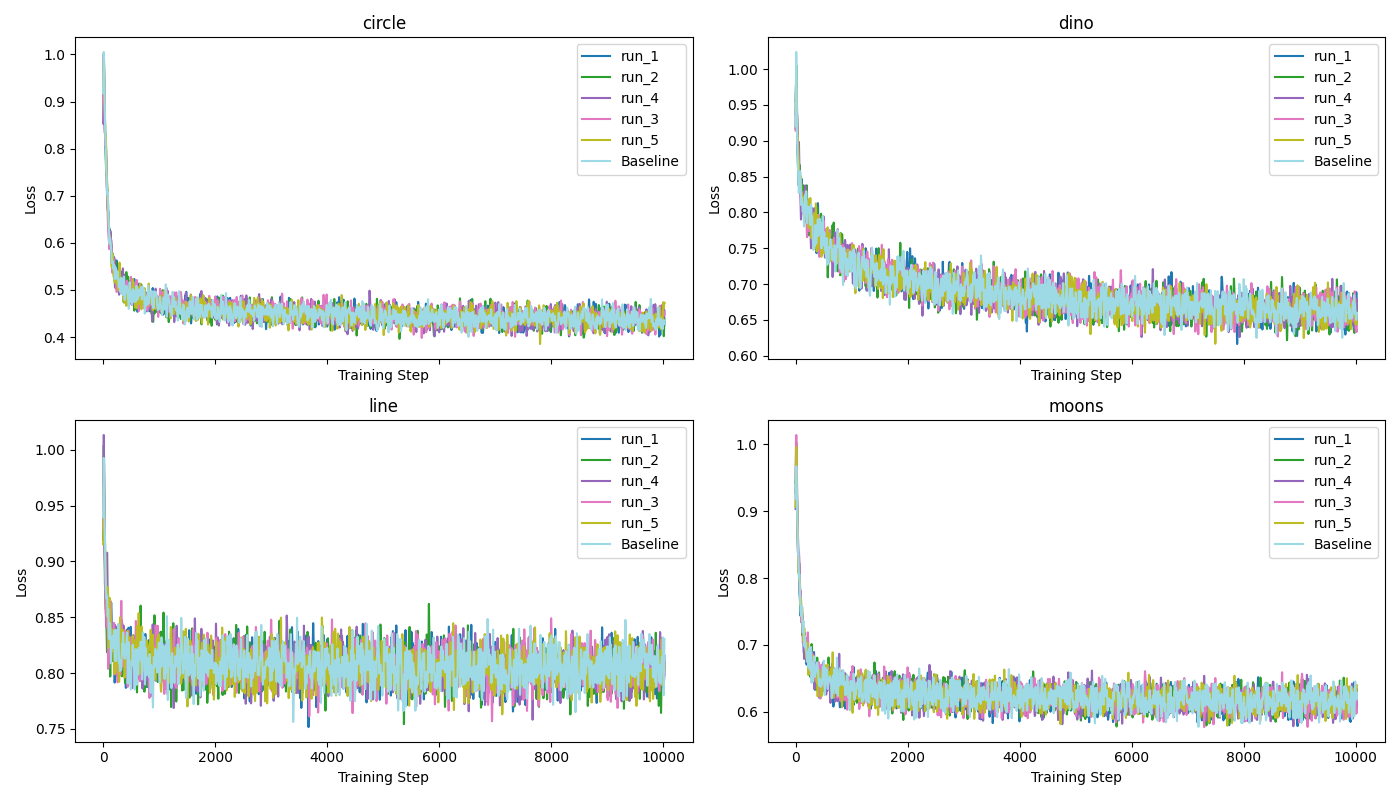 circle
1.0
0.9
0.8
0.7
0.6
0.5
0.4
Loss
Training Step
run_1
run_2
run_4
run_3
run_5
Baseline
dino
1.00
0.95
0.90
0.85
0.80
0.75
0.70
0.65
0.60
Loss
Training Step
run_1
run_2
run_4
run_3
run_5
Baseline
line
1.00
0.95
0.90
0.85
0.80
0.75
Loss
0
2000
4000
6000
8000
10000
Training Step
run_1
run_2
run_4
run_3
run_5
Baseline
moons
1.0
0.9
0.8
0.7
0.6
Loss
0
2000
4000
6000
8000
10000
Training Step
run_1
run_2
run_4
run_3
run_5
Baseline